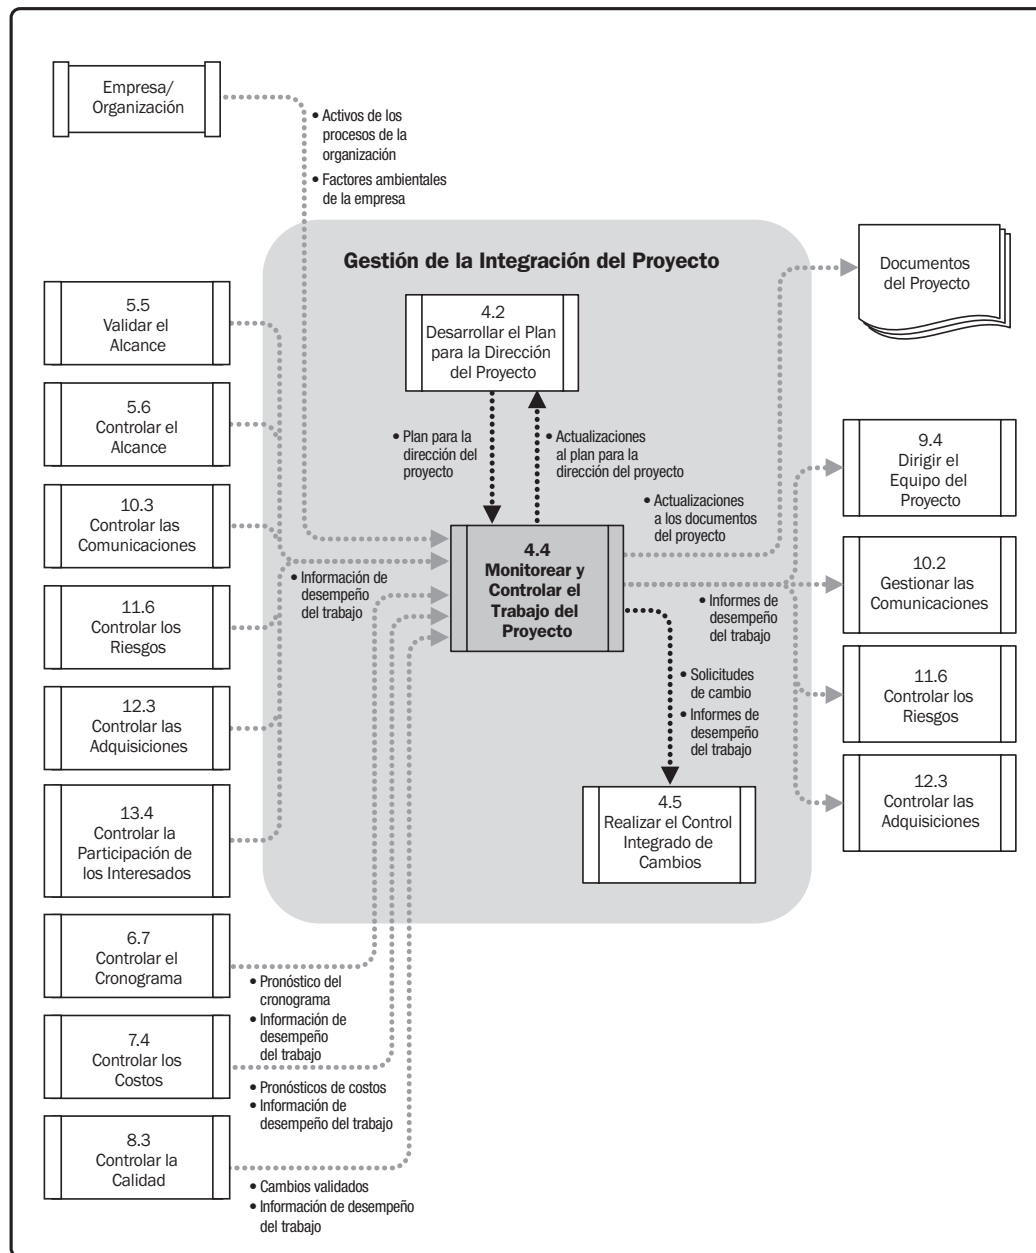 Empresa/
Organización
• Activos de los
procesos de la
organización
• Factores ambientales
de la empresa
Gestión de la Integración del Proyecto
Documentos
del Proyecto
5.5
Validar el
Alcance
4.2
Desarrollar el Plan
para la Dirección
del Proyecto
5.6
Controlar el
Alcance
• Plan para la
dirección del
proyecto
• Actualizaciones
al plan para la
dirección del proyecto
9.4
Dirigir el
Equipo del
Proyecto
• Actualizaciones
a los documentos
del proyecto
10.3
Controlar las
Comunicaciones
4.4
Monitorear y
Controlar el
Trabajo del
Proyecto
10.2
Gestionar las
Comunicaciones
• Información de
desempeño
del trabajo
11.6
Controlar los
Riesgos
• Informes de
desempeño
del trabajo
11.6
Controlar los
Riesgos
• Solicitudes
de cambio
• Informes de
desempeño
del trabajo
12.3
Controlar las
Adquisiciones
12.3
Controlar las
Adquisiciones
13.4
Controlar la
Participación de
los Interesados
4.5
Realizar el Control
Integrado de
Cambios
6.7
Controlar el
Cronograma
• Pronóstico del
cronograma
• Información de
desempeño
del trabajo
7.4
Controlar los
Costos
• Pronósticos de costos
• Información de
desempeño del trabajo
8.3
Controlar la
Calidad
• Cambios validados
• Información de desempeño
del trabajo